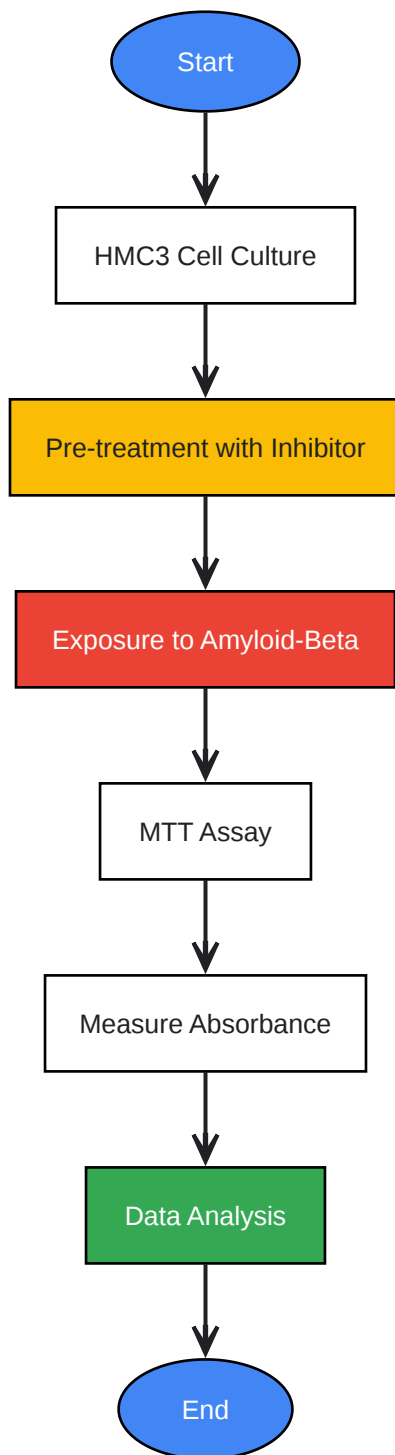 Start
HMC3 Cell Culture
Pre-treatment with Inhibitor
Exposure to Amyloid-Beta
MTT Assay
Measure Absorbance
Data Analysis
End